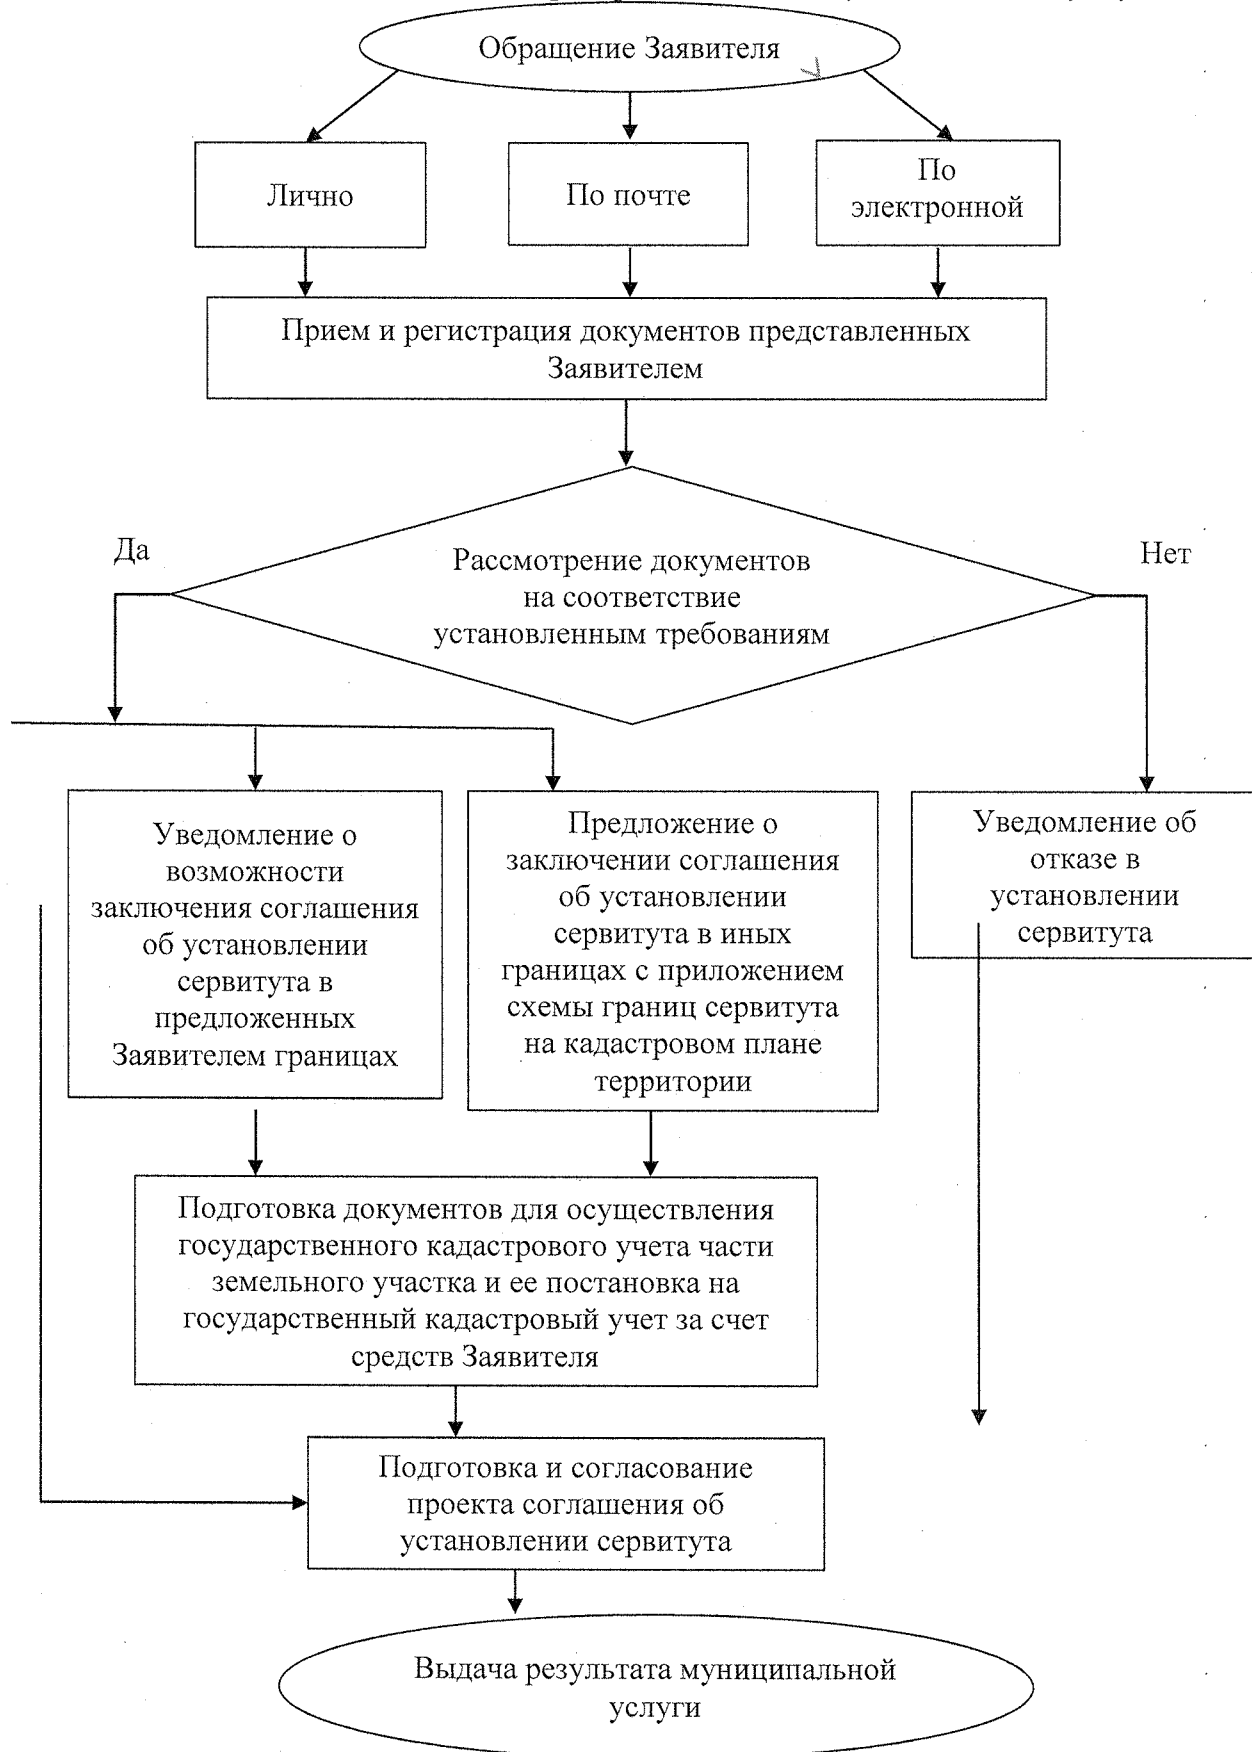 Обращение Заявителя
Лично
По почте
По
электронной
Прием и регистрация документов представленных
Заявителем
Да
Нет
Рассмотрение документов
на соответствие
установленным требованиям
Уведомление о
возможности
заключения соглашения
об установлении
сервитута в
предложенных
Заявителем границах
Предложение о
заключении соглашения
об установлении
сервитута в иных
границах с приложением
схемы границ сервитута
на кадастровом плане
территории
Уведомление об
отказе в
установлении
сервитута
Подготовка документов для осуществления
государственного кадастрового учета части
земельного участка и ее постановка на
государственный кадастровый учет за счет
средств Заявителя
Подготовка и согласование
проекта соглашения об
установлении сервитута
Выдача результата муниципальной
услуги